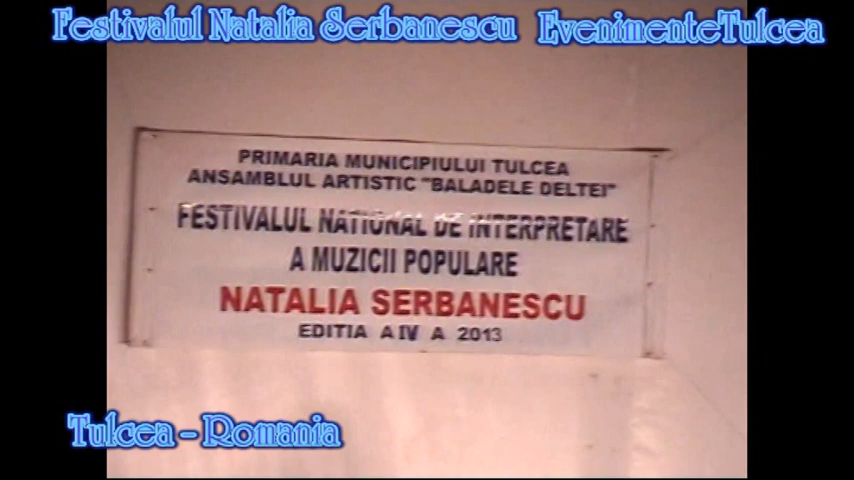 Festivalul Natalia Serbanescu EvenimenteTulcea
PRIMARIA MUNICIPIULUI TULCEA
ANSAMBLUL ARTISTIC "BALADELE DELTEI"
FESTIVALUL NATIONAL DE INTERPRETARE
A MUZICII POPULARE
NATALIA SERBANESCU
EDITIA A IV A 2013
Tulcea - Romania